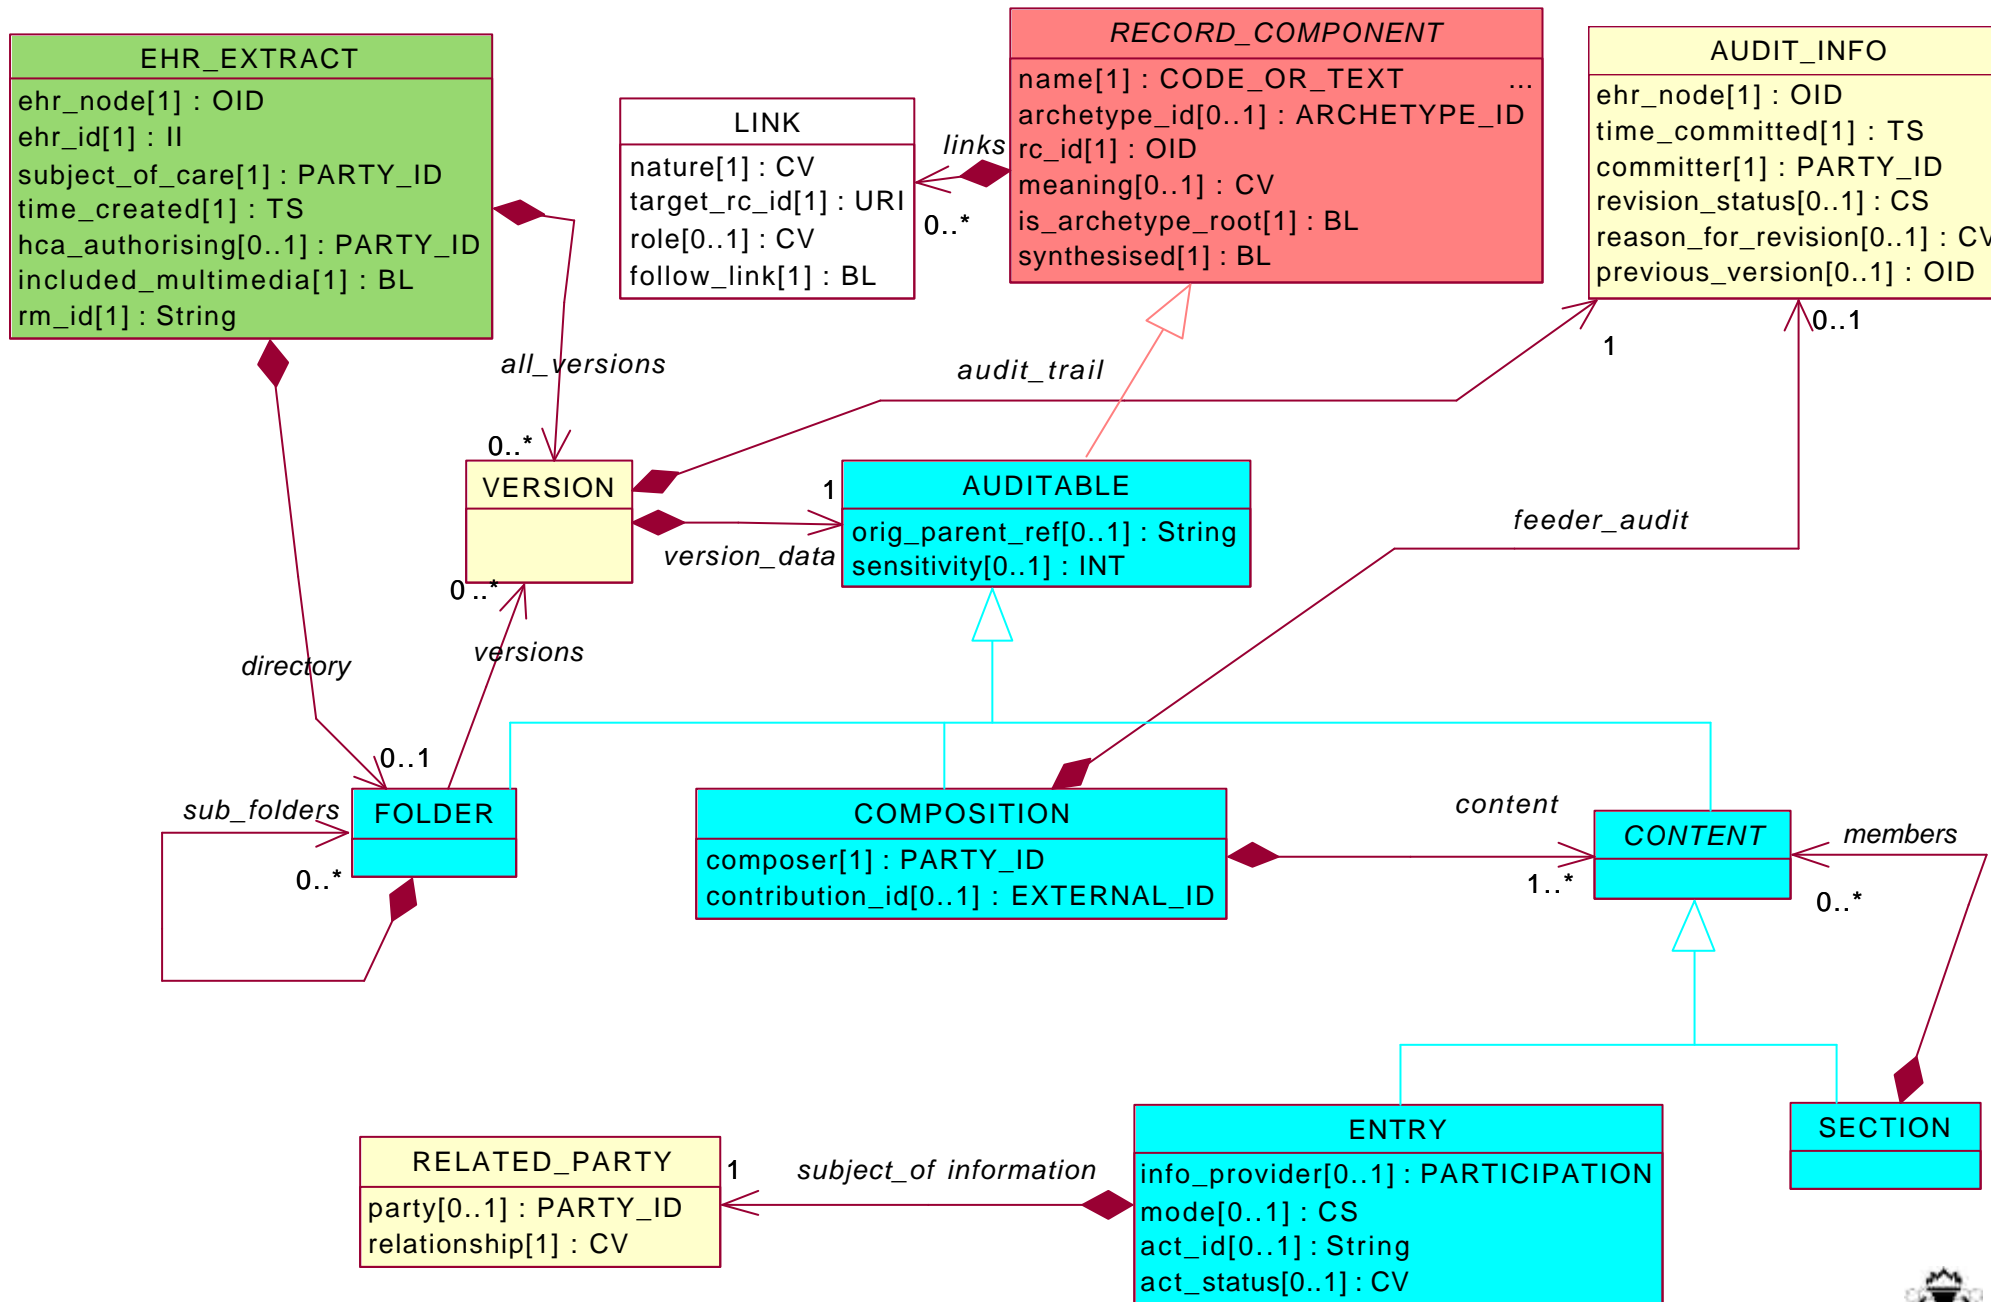 EHR_EXTRACT
ehr_node[1] : OID
ehr_id[1] : II
subject_of_care[1] : PARTY_ID
time_created[1] : TS
hca_authorising[0..1] : PARTY_ID
included_multimedia[1] : BL
rm_id[1] : String
LINK
nature[1] : CV
target_rc_id[1] : URI
role[0..1] : CV
follow_link[1] : BL
links
0..*
RECORD_COMPONENT
name[1] : CODE_OR_TEXT ...
archetype_id[0..1] : ARCHETYPE_ID
rc_id[1] : OID
meaning[0..1] : CV
is_archetype_root[1] : BL
synthesised[1] : BL
AUDIT_INFO
ehr_node[1] : OID
time_committed[1] : TS
committer[1] : PARTY_ID
revision_status[0..1] : CS
reason_for_revision[0..1] : CV
previous_version[0..1] : OID
0..1
1
all_versions
audit_trail
0..*
VERSION
1
version_data
AUDITABLE
orig_parent_ref[0..1] : String
sensitivity[0..1] : INT
feeder_audit
0..*
versions
directory
0..1
sub_folders
FOLDER
0..*
COMPOSITION
composer[1] : PARTY_ID
contribution_id[0..1] : EXTERNAL_ID
content
1..*
CONTENT
members
0..*
RELATED_PARTY
party[0..1] : PARTY_ID
relationship[1] : CV
1
subject_of information
ENTRY
info_provider[0..1] : PARTICIPATION
mode[0..1] : CS
act_id[0..1] : String
act_status[0..1] : CV
SECTION